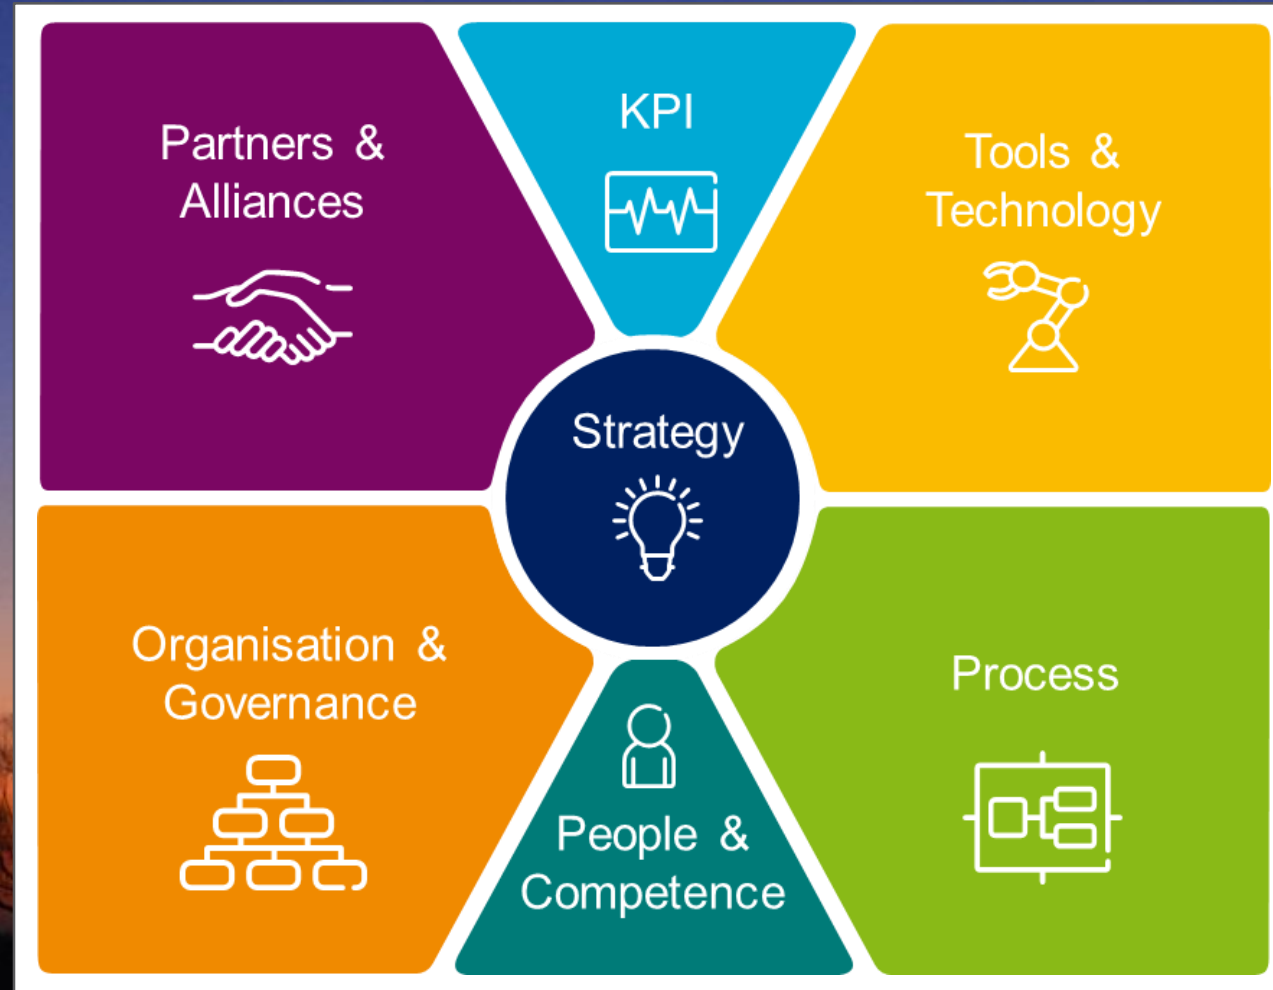 Partners &
Alliances
KPI
Tools &
Technology
Strategy
Organisation &
Governance
People &
Competence
Process